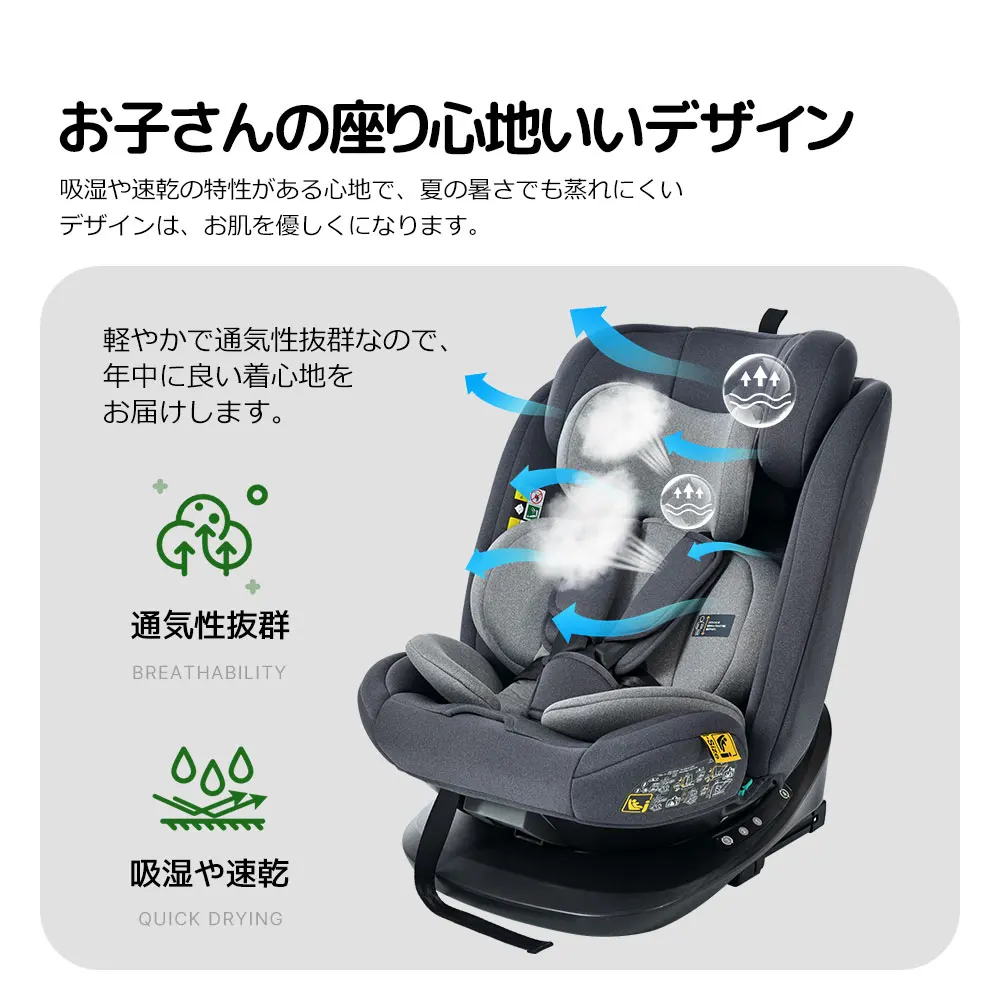 お子さんの座り心地いいデザイン
吸湿や速乾の特性がある心地で、夏の暑さでも蒸れにくい
デザインは、お肌を優しくになります。
軽やかで通気性抜群なので、
年中に良い着心地を
お届けします。
通気性抜群
BREATHABILITY
吸湿や速乾
QUICK DRYING